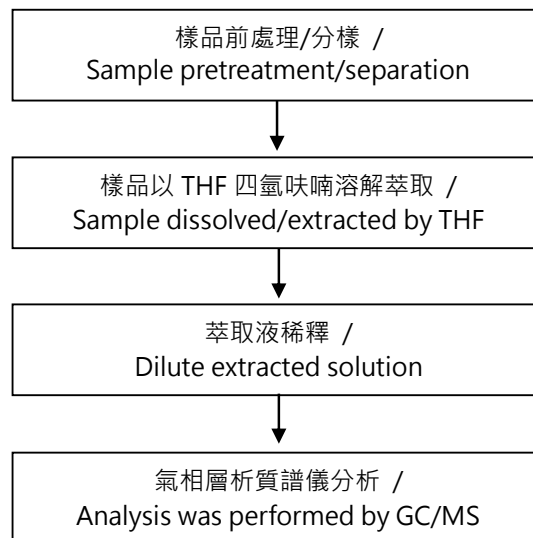 樣品前處理/分樣 /
Sample pretreatment/separation
樣品以 THF 四氫呋喃溶解萃取 /
Sample dissolved/extracted by THF
萃取液稀釋 /
Dilute extracted solution
氣相層析質譜儀分析 /
Analysis was performed by GC/MS